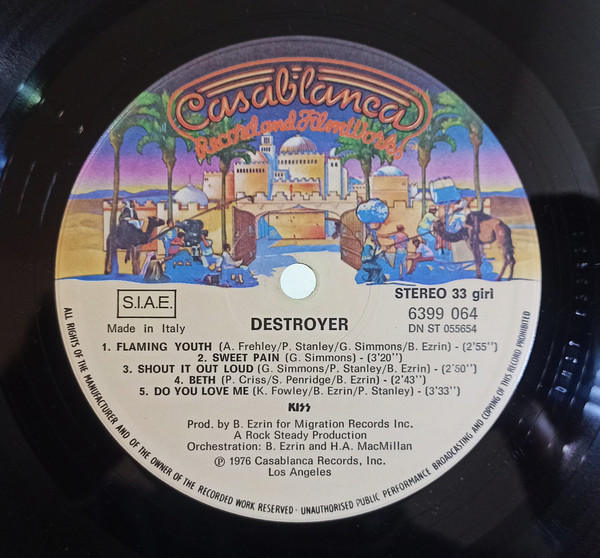 Casablanca
Record and FilmWorks
S.I.A.E.
Made in Italy
STEREO 33 giri
6399 064
DN ST 055654
DESTROYER
1. FLAMING YOUTH (A. Frehley/P. Stanley/G. Simmons/B. Ezrin) - (2'55'')
2. SWEET PAIN (G. Simmons) - (3'20'')
3. SHOUT IT OUT LOUD (G. Simmons/P. Stanley/B. Ezrin) - (2'50'')
4. BETH (P. Criss/S. Penridge/B. Ezrin) - (2'43'')
5. DO YOU LOVE ME (K. Fowley/B. Ezrin/P. Stanley) - (3'33'')
KISS
Prod. by B. Ezrin for Migration Records Inc.
A Rock Steady Production
Orchestration: B. Ezrin and H.A. MacMillan
℗ 1976 Casablanca Records, Inc.
Los Angeles
ALL RIGHTS OF THE MANUFACTURER AND OF THE OWNER OF THE RECORDED WORK RESERVED · UNAUTHORISED PUBLIC PERFORMANCE BROADCASTING AND COPYING OF THIS RECORD PROHIBITED